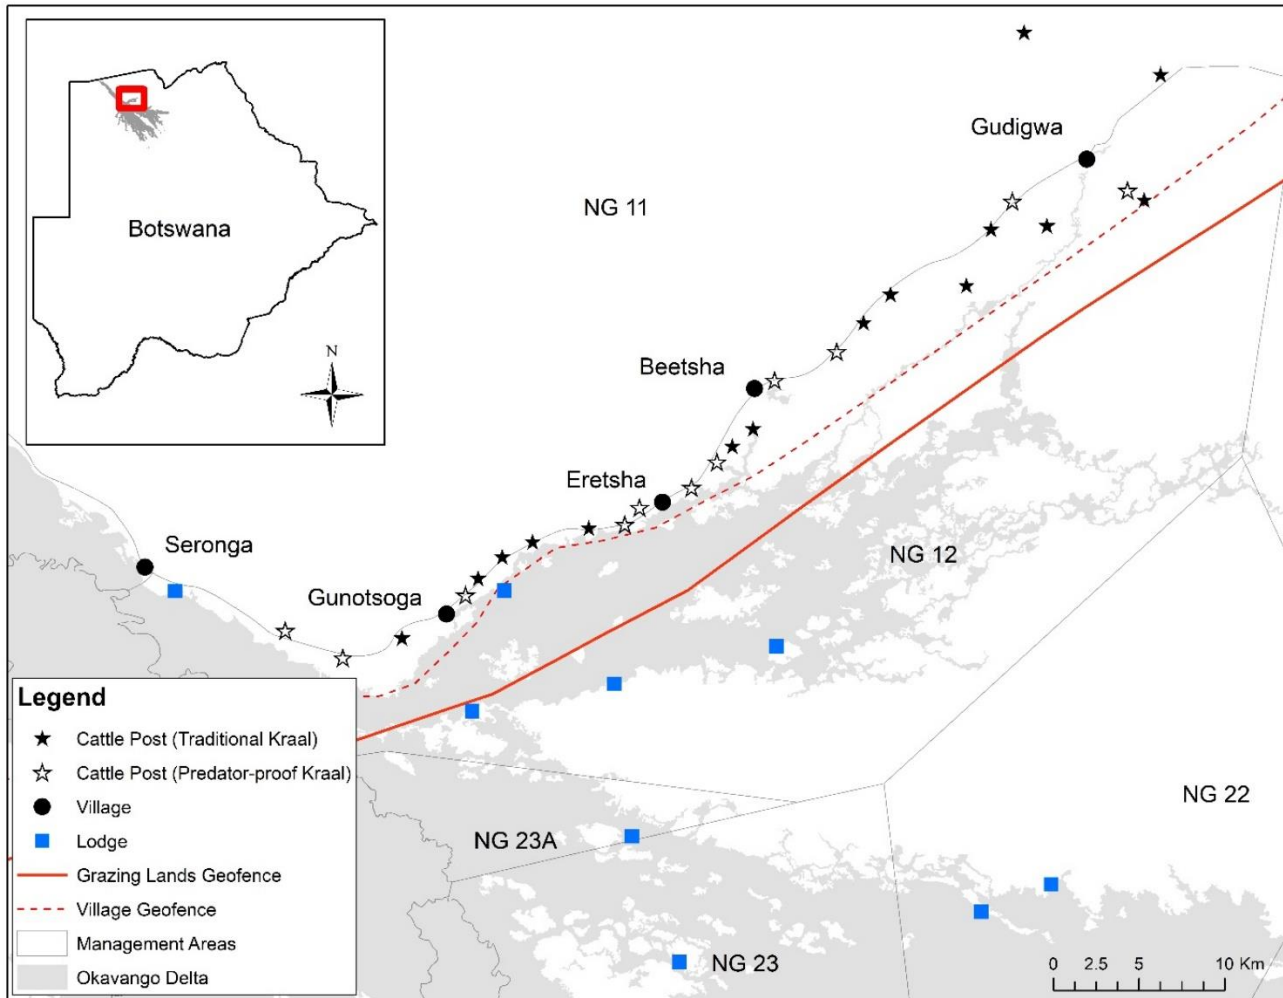 Gudigwa
NG 11
Botswana
N
Beetsha
Eretsha
Seronga
NG 12
Gunotsoga
Legend
Cattle Post (Traditional Kraal)
Cattle Post (Predator-proof Kraal)
Village
Lodge
Grazing Lands Geofence
Village Geofence
Management Areas
Okavango Delta
NG 22
NG 23A
NG 23
0 2.5 5 10 Km